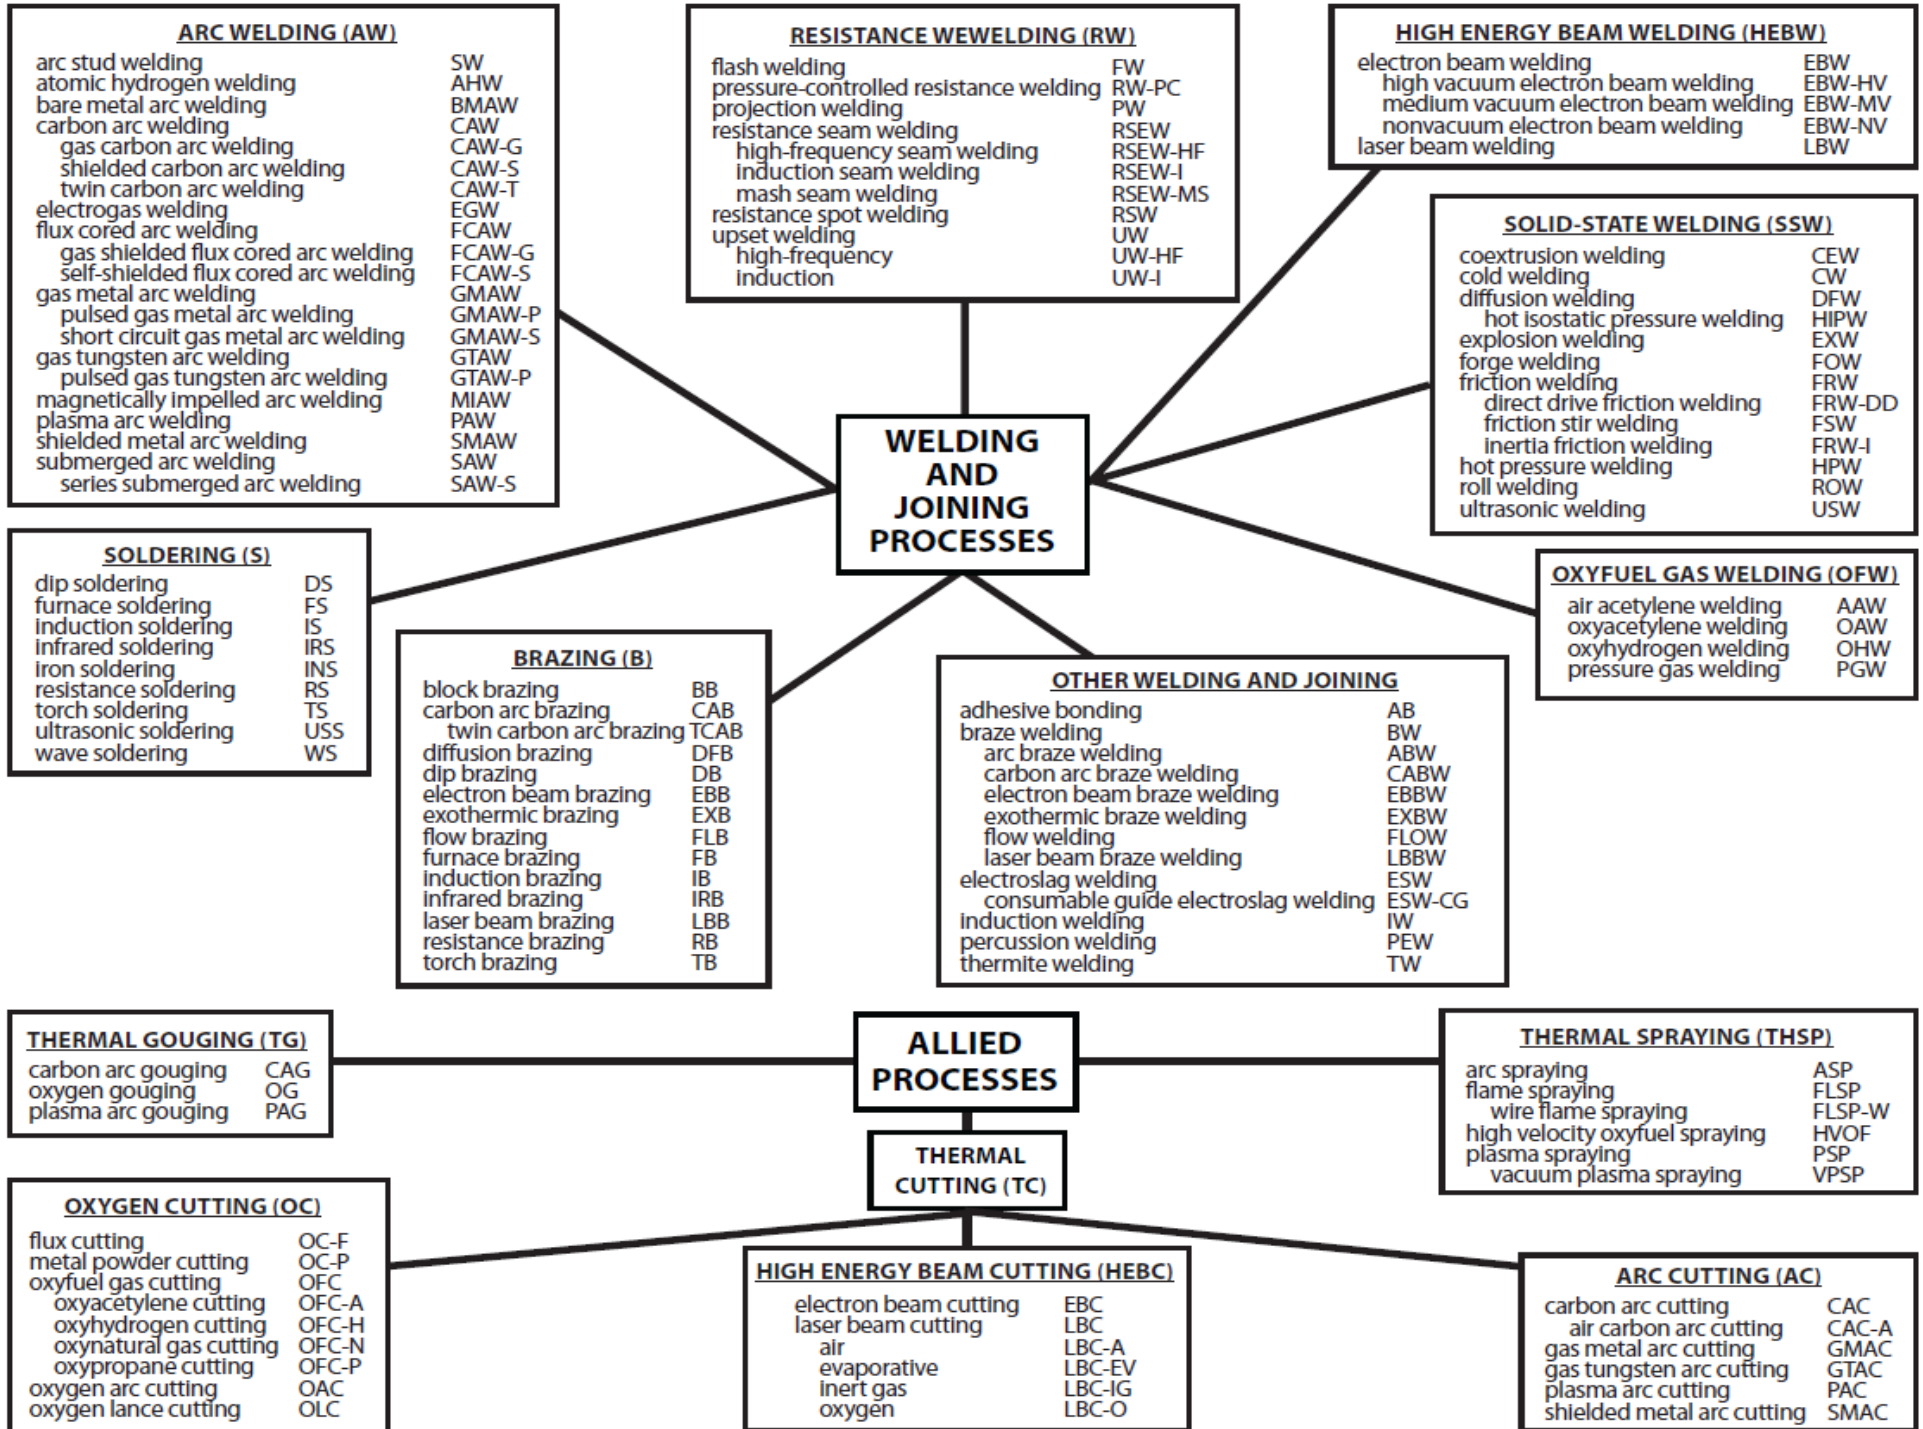 ARC WELDING (AW)
arc stud welding SW
atomic hydrogen welding AHW
bare metal arc welding BMAW
carbon arc welding CAW
gas carbon arc welding CAW-G
shielded carbon arc welding CAW-S
twin carbon arc welding CAW-T
electrogas welding EGW
flux cored arc welding FCAW
gas shielded flux cored arc welding FCAW-G
self-shielded flux cored arc welding FCAW-S
gas metal arc welding GMAW
pulsed gas metal arc welding GMAW-P
short circuit gas metal arc welding GMAW-S
gas tungsten arc welding GTAW
pulsed gas tungsten arc welding GTAW-P
magnetically impelled arc welding MIAW
plasma arc welding PAW
shielded metal arc welding SMAW
submerged arc welding SAW
series submerged arc welding SAW-S
RESISTANCE WEWELDING (RW)
flash welding FW
pressure-controlled resistance welding RW-PC
projection welding PW
resistance seam welding RSEW
high-frequency seam welding RSEW-HF
induction seam welding RSEW-I
mash seam welding RSEW-MS
resistance spot welding RSW
upset welding UW
high-frequency UW-HF
induction UW-I
HIGH ENERGY BEAM WELDING (HEBW)
electron beam welding EBW
high vacuum electron beam welding EBW-HV
medium vacuum electron beam welding EBW-MV
nonvacuum electron beam welding EBW-NV
laser beam welding LBW
SOLID-STATE WELDING (SSW)
coextrusion welding CEW
cold welding CW
diffusion welding DFW
hot isostatic pressure welding HIPW
explosion welding EXW
forge welding FOW
friction welding FRW
direct drive friction welding FRW-DD
friction stir welding FSW
inertia friction welding FRW-I
hot pressure welding HPW
roll welding ROW
ultrasonic welding USW
WELDING
AND
JOINING
PROCESSES
SOLDERING (S)
dip soldering DS
furnace soldering FS
induction soldering IS
infrared soldering IRS
iron soldering INS
resistance soldering RS
torch soldering TS
ultrasonic soldering USS
wave soldering WS
BRAZING (B)
block brazing BB
carbon arc brazing CAB
twin carbon arc brazing TCAB
diffusion brazing DFB
dip brazing DB
electron beam brazing EBB
exothermic brazing EXB
flow brazing FLB
furnace brazing FB
induction brazing IB
infrared brazing IRB
laser beam brazing LBB
resistance brazing RB
torch brazing TB
OTHER WELDING AND JOINING
adhesive bonding AB
braze welding BW
arc braze welding ABW
carbon arc braze welding CABW
electron beam braze welding EBBW
exothermic braze welding EXBW
flow welding FLOW
laser beam braze welding LBBW
electroslag welding ESW
consumable guide electroslag welding ESW-CG
induction welding IW
percussion welding PEW
thermite welding TW
OXYFUEL GAS WELDING (OFW)
air acetylene welding AAW
oxyacetylene welding OAW
oxyhydrogen welding OHW
pressure gas welding PGW
THERMAL GOUGING (TG)
carbon arc gouging CAG
oxygen gouging OG
plasma arc gouging PAG
ALLIED
PROCESSES
THERMAL SPRAYING (THSP)
arc spraying ASP
flame spraying FLSP
wire flame spraying FLSP-W
high velocity oxyfuel spraying HVOF
plasma spraying PSP
vacuum plasma spraying VPSP
THERMAL
CUTTING (TC)
OXYGEN CUTTING (OC)
flux cutting OC-F
metal powder cutting OC-P
oxyfuel gas cutting OFC
oxyacetylene cutting OFC-A
oxyhydrogen cutting OFC-H
oxynatural gas cutting OFC-N
oxypropane cutting OFC-P
oxygen arc cutting OAC
oxygen lance cutting OLC
HIGH ENERGY BEAM CUTTING (HEBC)
electron beam cutting EBC
laser beam cutting LBC
air LBC-A
evaporative LBC-EV
inert gas LBC-IG
oxygen LBC-O
ARC CUTTING (AC)
carbon arc cutting CAC
air carbon arc cutting CAC-A
gas metal arc cutting GMAC
gas tungsten arc cutting GTAC
plasma arc cutting PAC
shielded metal arc cutting SMAC